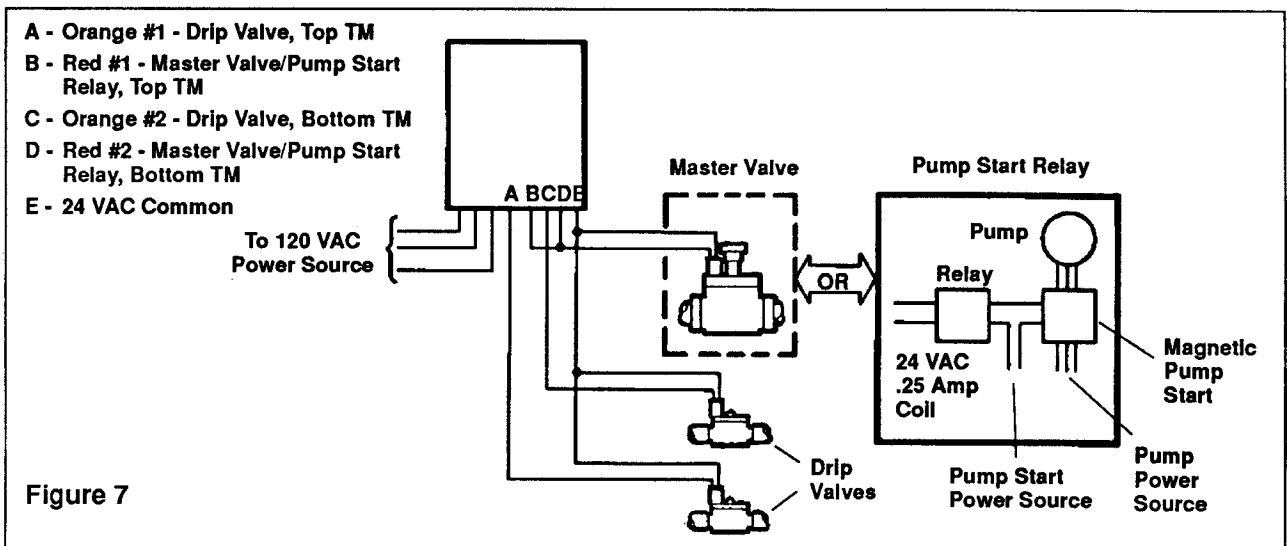 A - Orange #1 - Drip Valve, Top TM
B - Red #1 - Master Valve/Pump Start
Relay, Top TM
C - Orange #2 - Drip Valve, Bottom TM
D - Red #2 - Master Valve/Pump Start
Relay, Bottom TM
E - 24 VAC Common
To 120 VAC
Power Source
A BCDE
Master Valve
OR
Pump Start Relay
Pump
Relay
24 VAC
.25 Amp
Coil
Magnetic
Pump
Start
Pump Start
Power Source
Pump
Power
Source
Drip
Valves
Figure 7